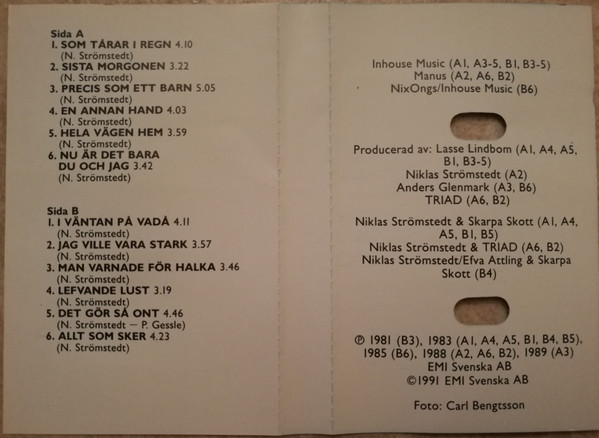 Sida A
1. SOM TÅRAR I REGN 4.10
(N. Strömstedt)
2. SISTA MORGONEN 3.22
(N. Strömstedt)
3. PRECIS SOM ETT BARN 5.05
(N. Strömstedt)
4. EN ANNAN HAND 4.03
(N. Strömstedt)
5. HELA VÄGEN HEM 3.59
(N. Strömstedt)
6. NU ÄR DET BARA
DU OCH JAG 3.42
(N. Strömstedt)
Sida B
1. I VÄNTAN PÅ VADÅ 4.11
(N. Strömstedt)
2. JAG VILLE VARA STARK 3.57
(N. Strömstedt)
3. MAN VARNADE FÖR HALKA 3.46
(N. Strömstedt)
4. LEFVANDE LUST 3.19
(N. Strömstedt)
5. DET GÖR SÅ ONT 4.46
(N. Strömstedt — P. Gessle)
6. ALLT SOM SKER 4.23
(N. Strömstedt)
Inhouse Music (A1, A3-5, B1, B3-5)
Manus (A2, A6, B2)
NixOngs/Inhouse Music (B6)
Producerad av: Lasse Lindbom (A1, A4, A5,
B1, B3-5)
Niklas Strömstedt (A2)
Anders Glenmark (A3, B6)
TRIAD (A6, B2)
Niklas Strömstedt & Skarpa Skott (A1, A4,
A5, B1, B5)
Niklas Strömstedt & TRIAD (A6, B2)
Niklas Strömstedt/Efva Attling & Skarpa
Skott (B4)
℗ 1981 (B3), 1983 (A1, A4, A5, B1, B4, B5),
1985 (B6), 1988 (A2, A6, B2), 1989 (A3)
EMI Svenska AB
©1991 EMI Svenska AB
Foto: Carl Bengtsson